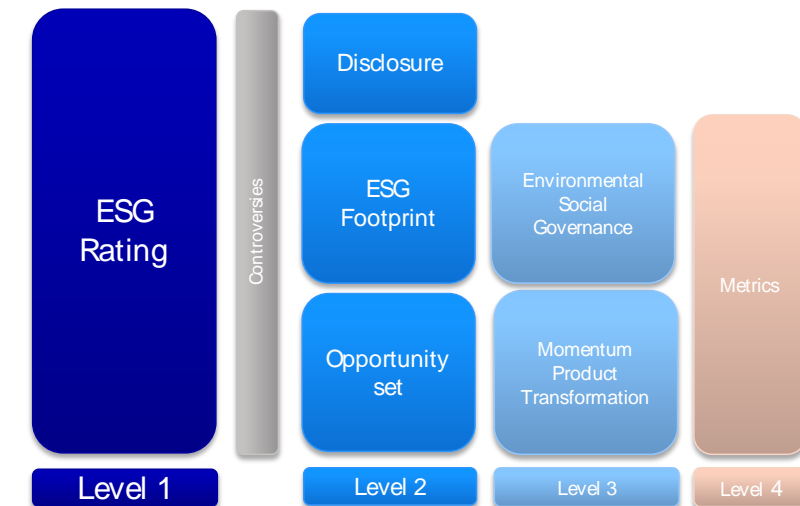 ESG
Rating
Controversies
Disclosure
ESG
Footprint
Opportunity
set
Environmental
Social
Governance
Momentum
Product
Transformation
Metrics
Level 1
Level 2
Level 3
Level 4